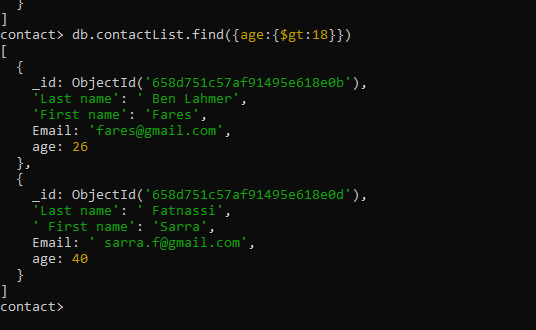 }
]
contact> db.contactList.find({age:{$gt:18}})
[
  {
    _id: ObjectId('658d751c57af91495e618e0b'),
    'Last name': ' Ben Lahmer',
    'First name': 'Fares',
    Email: 'fares@gmail.com',
    age: 26
  },
  {
    _id: ObjectId('658d751c57af91495e618e0d'),
    'Last name': ' Fatnassi',
    ' First name': 'Sarra',
    Email: ' sarra.f@gmail.com',
    age: 40
  }
]
contact>